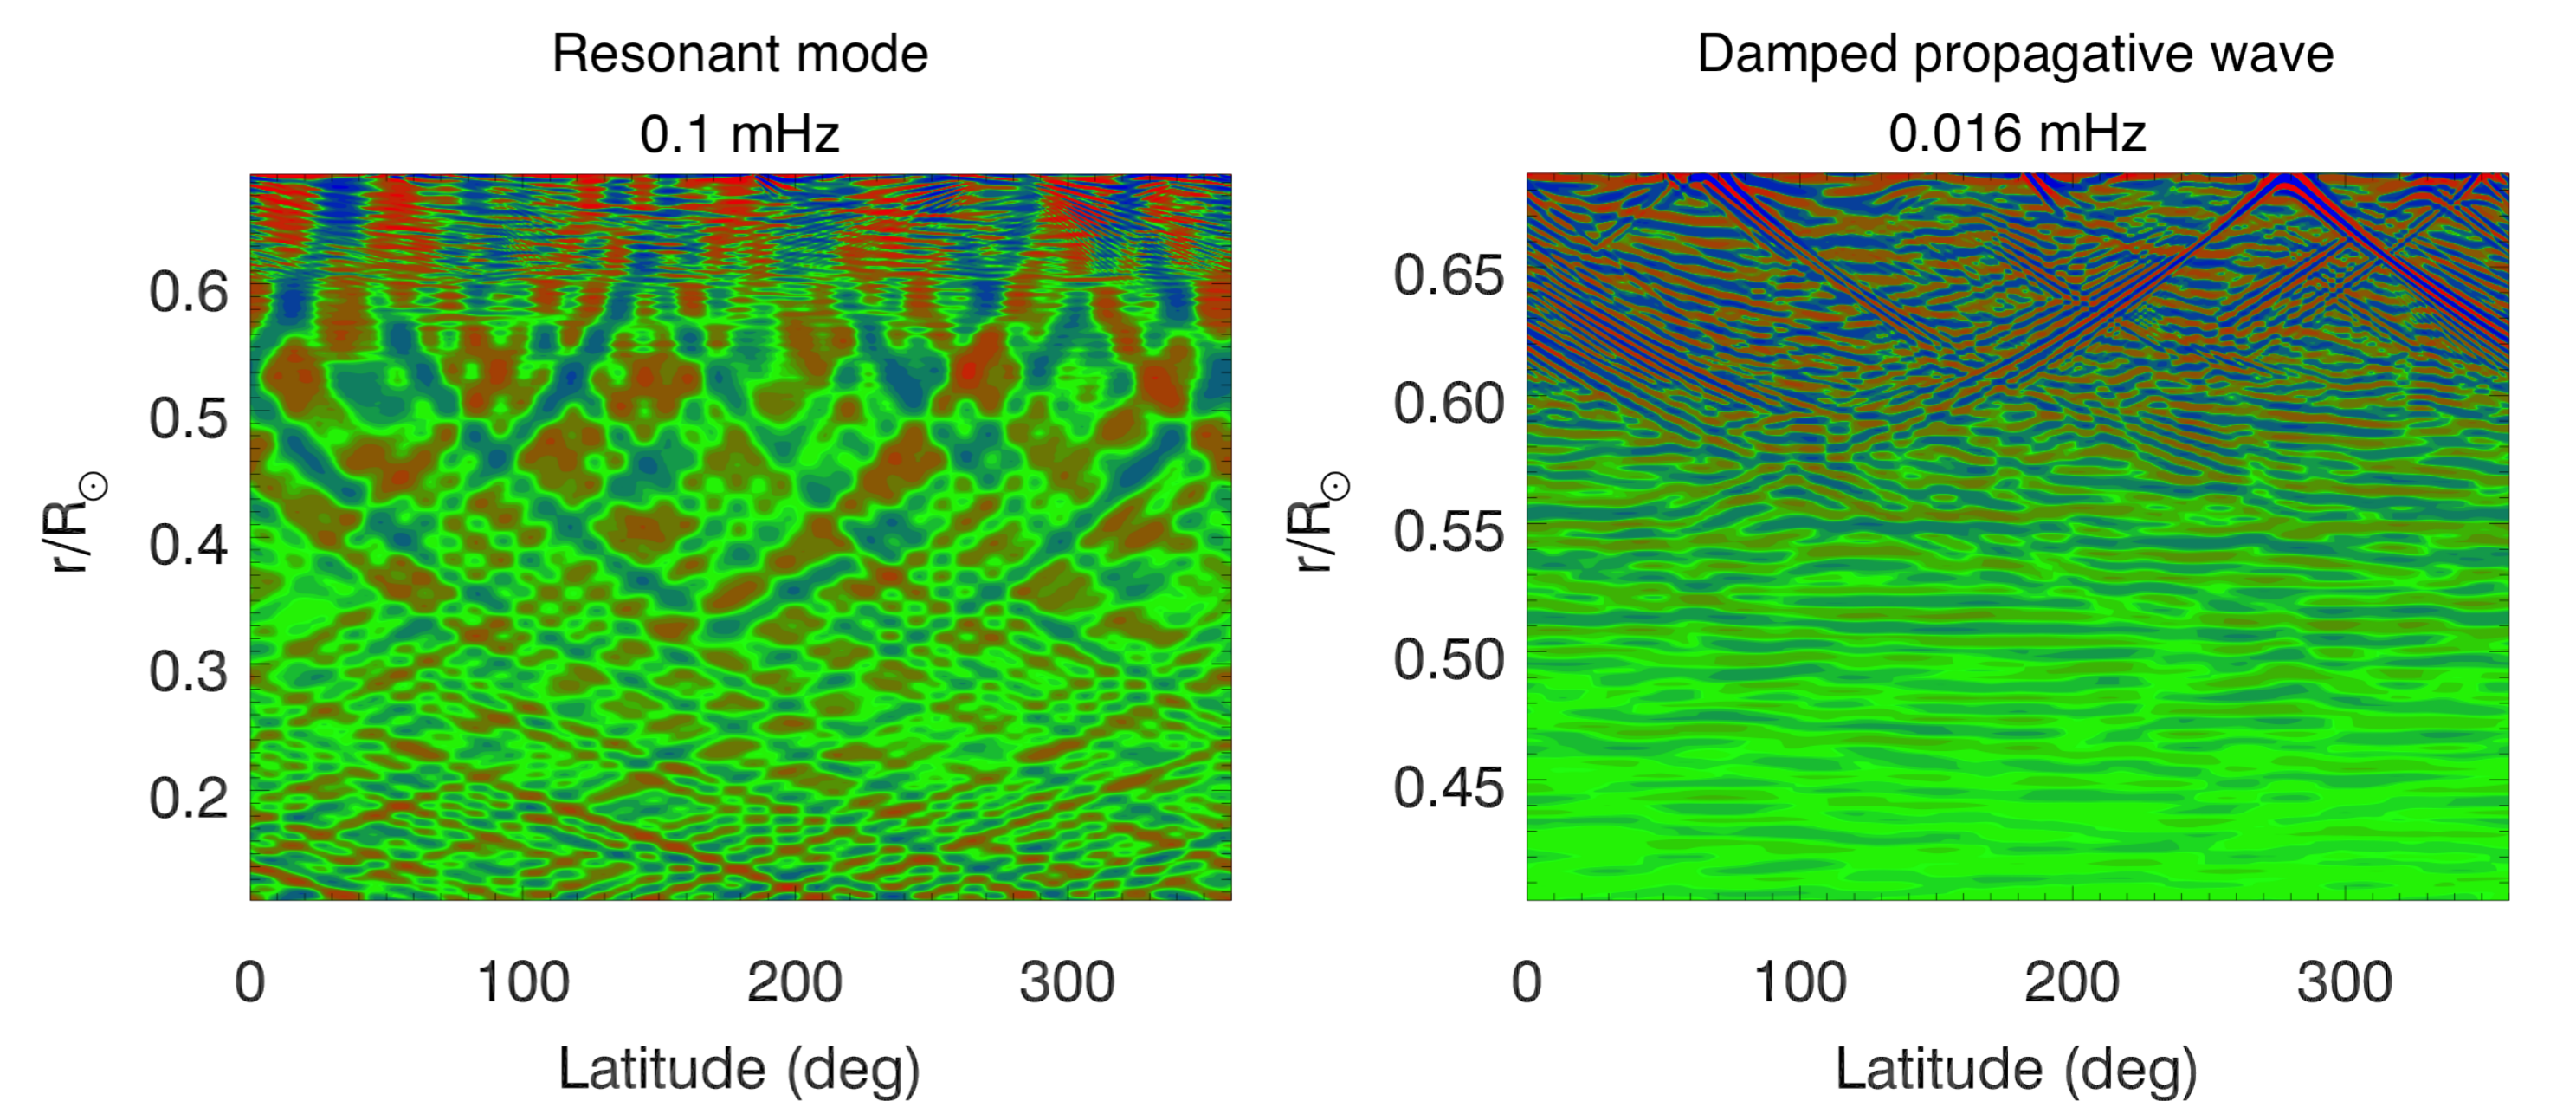 Resonant mode
0.1 mHz
r/R☉
0.6
0.5
0.4
0.3
0.2
0 100 200 300
Latitude (deg)
Damped propagative wave
0.016 mHz
r/R☉
0.65
0.60
0.55
0.50
0.45
0 100 200 300
Latitude (deg)